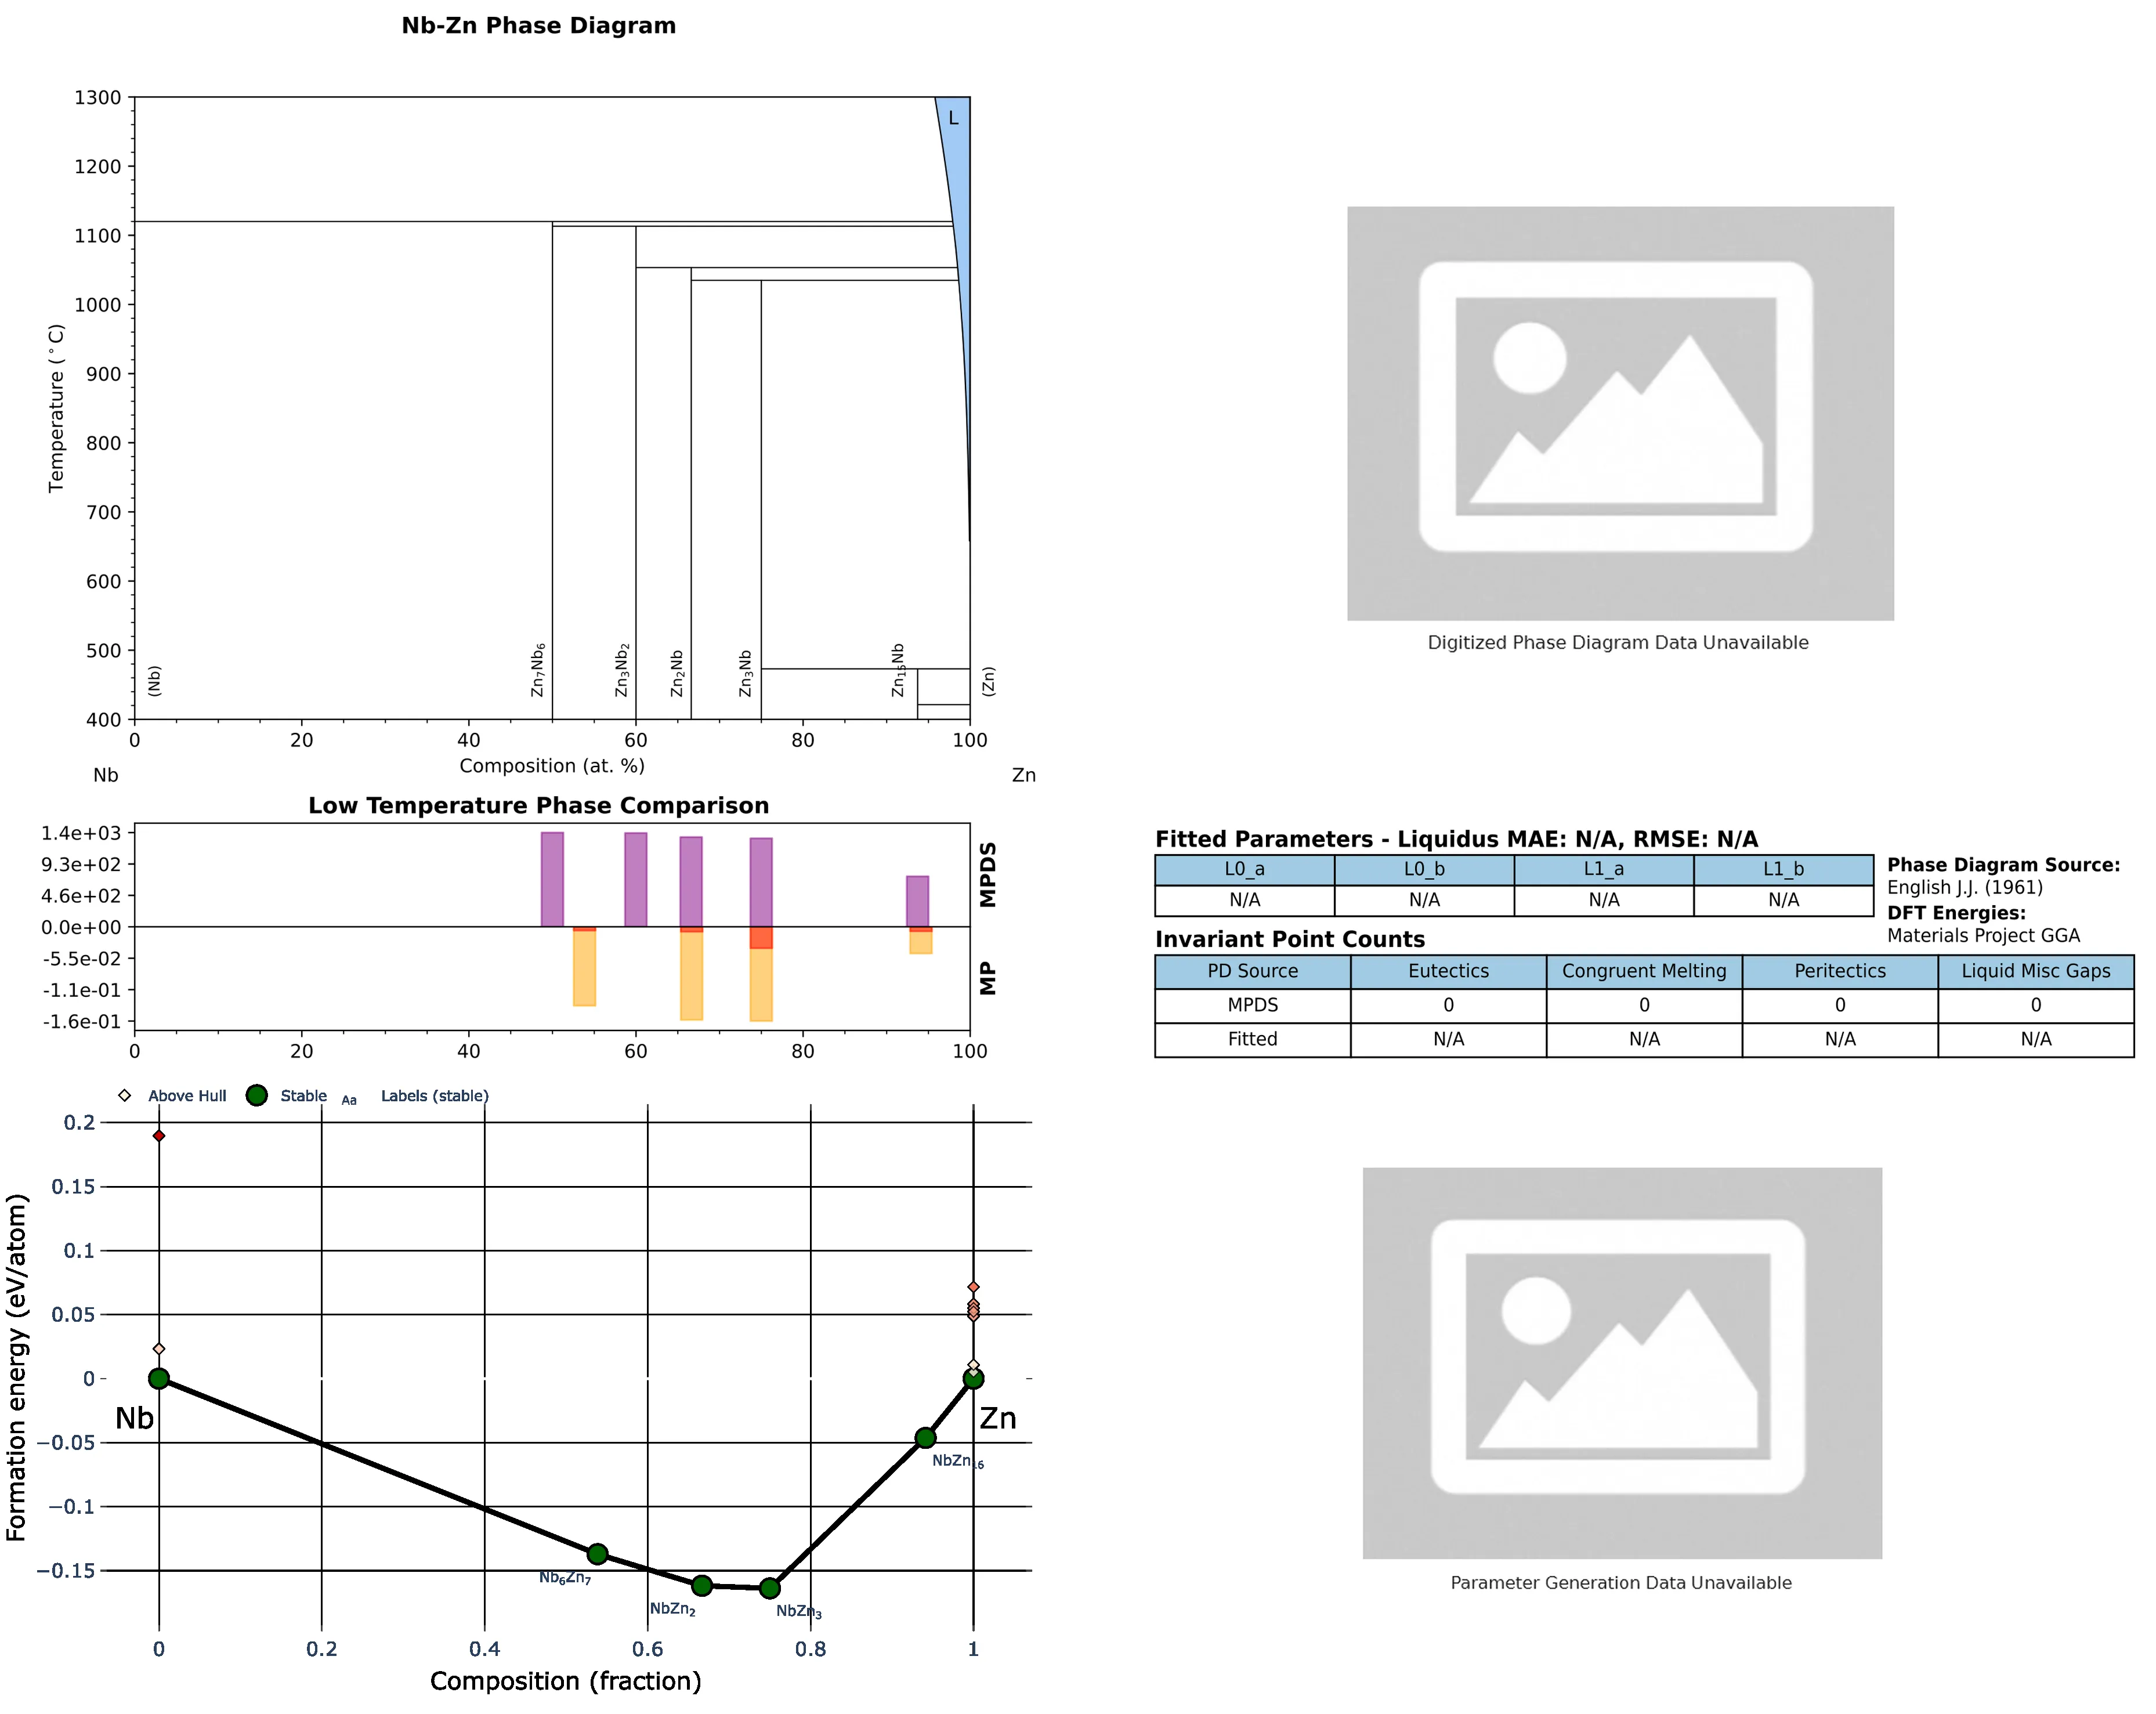 Nb-Zn Phase Diagram
1300
1200
1100
1000
900
800
700
600
500
400
Temperature (°C)
L
(Nb)
Zn₇Nb₆
Zn₃Nb₂
Zn₂Nb
Zn₃Nb
Zn₁₅Nb
(Zn)
0 20 40 60 80 100
Composition (at. %)
Nb Zn
Digitized Phase Diagram Data Unavailable
Low Temperature Phase Comparison
1.4e+03
9.3e+02
4.6e+02
0.0e+00
-5.5e-02
-1.1e-01
-1.6e-01
MPDS
MP
0 20 40 60 80 100
Fitted Parameters - Liquidus MAE: N/A, RMSE: N/A
L0_a L0_b L1_a L1_b
N/A N/A N/A N/A
Phase Diagram Source:
English J.J. (1961)
DFT Energies:
Materials Project GGA
Invariant Point Counts
PD Source Eutectics Congruent Melting Peritectics Liquid Misc Gaps
MPDS 0 0 0 0
Fitted N/A N/A N/A N/A
Above Hull Stable Aa Labels (stable)
0.2
0.15
0.1
0.05
0
−0.05
−0.1
−0.15
Formation energy (eV/atom)
Nb
Zn
NbZn₁₆
Nb₆Zn₇
NbZn₂
NbZn₃
0 0.2 0.4 0.6 0.8 1
Composition (fraction)
Parameter Generation Data Unavailable